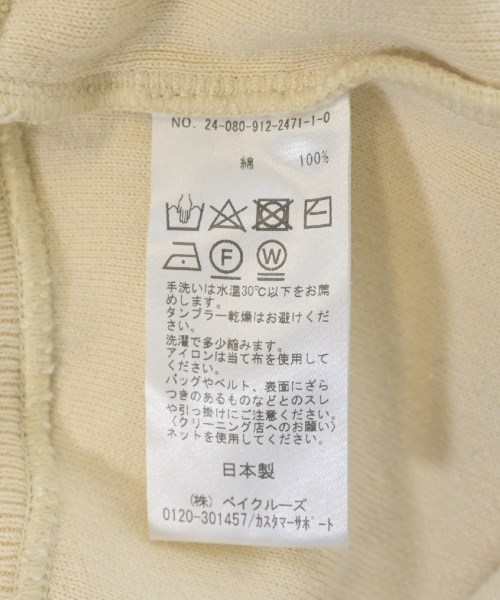 NO. 24-080-912-2471-1-0
綿 100%
F W
手洗いは水温30℃以下をお薦
めします。
タンブラー乾燥はお避けくださ
い。
洗濯で多少縮みます。
アイロンは当て布を使用して
ください。
バッグやベルト、表面にざら
つきのあるものなどとのスレ
や引っ掛けにご注意ください。
〈クリーニング店へのお願い〉
ネットを使用してください。
日本製
(株) ベイクルーズ
0120-301457/カスタマーサポート